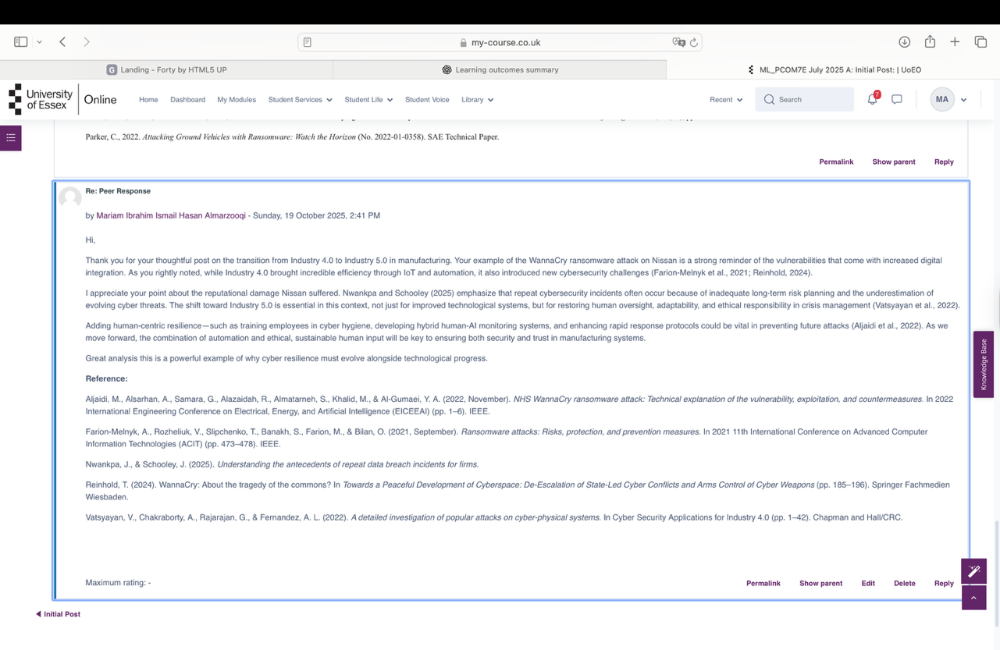 my-course.co.uk
Landing – Forty by HTML5 UP
Learning outcomes summary
ML_PCOM7E July 2025 A: Initial Post: | UoEO
University
of Essex
Online
Home
Dashboard
My Modules
Student Services
Student Life
Student Voice
Library
Recent
Search
7
MA
Parker, C., 2022. Attacking Ground Vehicles with Ransomware: Watch the Horizon (No. 2022-01-0358). SAE Technical Paper.
Permalink Show parent Reply
Re: Peer Response
by Mariam Ibrahim Ismail Hasan Almarzooqi - Sunday, 19 October 2025, 2:41 PM
Hi,
Thank you for your thoughtful post on the transition from Industry 4.0 to Industry 5.0 in manufacturing. Your example of the WannaCry ransomware attack on Nissan is a strong reminder of the vulnerabilities that come with increased digital
integration. As you rightly noted, while Industry 4.0 brought incredible efficiency through IoT and automation, it also introduced new cybersecurity challenges (Farion-Melnyk et al., 2021; Reinhold, 2024).
I appreciate your point about the reputational damage Nissan suffered. Nwankpa and Schooley (2025) emphasize that repeat cybersecurity incidents often occur because of inadequate long-term risk planning and the underestimation of
evolving cyber threats. The shift toward Industry 5.0 is essential in this context, not just for improved technological systems, but for restoring human oversight, adaptability, and ethical responsibility in crisis management (Vatsyayan et al., 2022).
Adding human-centric resilience—such as training employees in cyber hygiene, developing hybrid human-AI monitoring systems, and enhancing rapid response protocols could be vital in preventing future attacks (Aljaidi et al., 2022). As we
move forward, the combination of automation and ethical, sustainable human input will be key to ensuring both security and trust in manufacturing systems.
Great analysis this is a powerful example of why cyber resilience must evolve alongside technological progress.
Reference:
Aljaidi, M., Alsarhan, A., Samara, G., Alazaidah, R., Almatarneh, S., Khalid, M., & Al-Gumaei, Y. A. (2022, November). NHS WannaCry ransomware attack: Technical explanation of the vulnerability, exploitation, and countermeasures. In 2022
International Engineering Conference on Electrical, Energy, and Artificial Intelligence (EICEEAI) (pp. 1–6). IEEE.
Farion-Melnyk, A., Rozheliuk, V., Slipchenko, T., Banakh, S., Farion, M., & Bilan, O. (2021, September). Ransomware attacks: Risks, protection, and prevention measures. In 2021 11th International Conference on Advanced Computer
Information Technologies (ACIT) (pp. 473–478). IEEE.
Nwankpa, J., & Schooley, J. (2025). Understanding the antecedents of repeat data breach incidents for firms.
Reinhold, T. (2024). WannaCry: About the tragedy of the commons? In Towards a Peaceful Development of Cyberspace: De-Escalation of State-Led Cyber Conflicts and Arms Control of Cyber Weapons (pp. 185–196). Springer Fachmedien
Wiesbaden.
Vatsyayan, V., Chakraborty, A., Rajarajan, G., & Fernandez, A. L. (2022). A detailed investigation of popular attacks on cyber-physical systems. In Cyber Security Applications for Industry 4.0 (pp. 1–42). Chapman and Hall/CRC.
Maximum rating: -
Permalink Show parent Edit Delete Reply
Initial Post
Knowledge Base